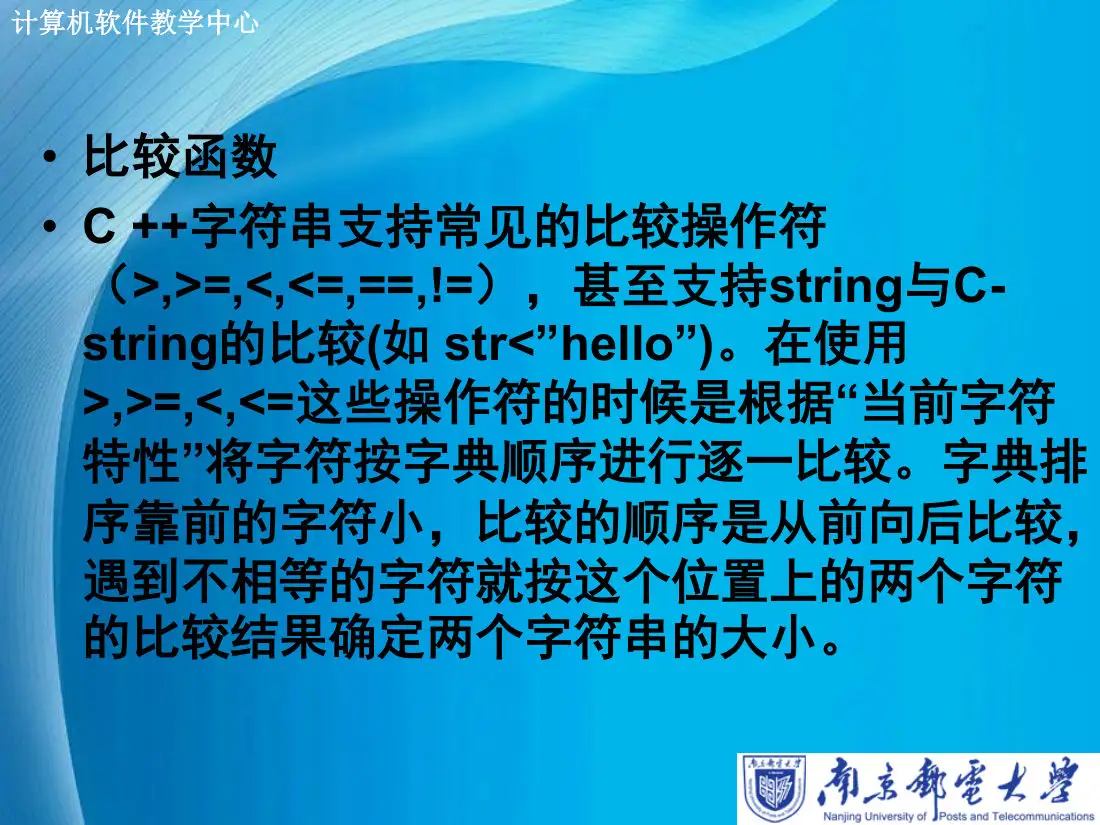 计算机软件教学中心
• 比较函数
• C ++字符串支持常见的比较操作符
（>,>=,<,<=,==,!=），甚至支持string与C-
string的比较(如 str<”hello”)。在使用
>,>=,<,<=这些操作符的时候是根据“当前字符
特性”将字符按字典顺序进行逐一比较。字典排
序靠前的字符小，比较的顺序是从前向后比较，
遇到不相等的字符就按这个位置上的两个字符
的比较结果确定两个字符串的大小。
南京郵電大學
Nanjing University of Posts and Telecommunications